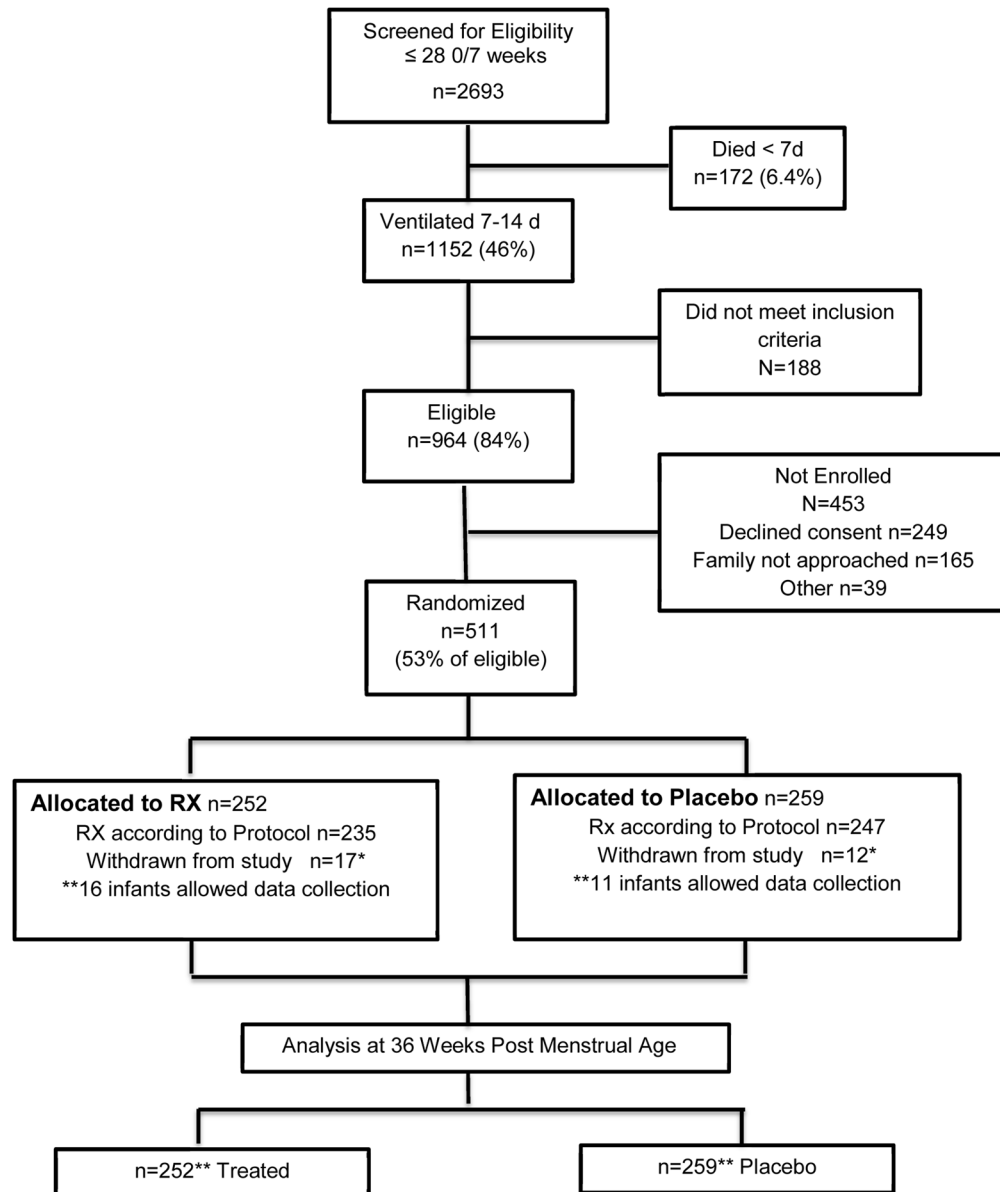 Screened for Eligibility
≤ 28 0/7 weeks
n=2693
Died < 7d
n=172 (6.4%)
Ventilated 7-14 d
n=1152 (46%)
Did not meet inclusion
criteria
N=188
Eligible
n=964 (84%)
Not Enrolled
N=453
Declined consent n=249
Family not approached n=165
Other n=39
Randomized
n=511
(53% of eligible)
Allocated to RX n=252
RX according to Protocol n=235
Withdrawn from study n=17*
**16 infants allowed data collection
Allocated to Placebo n=259
Rx according to Protocol n=247
Withdrawn from study n=12*
**11 infants allowed data collection
Analysis at 36 Weeks Post Menstrual Age
n=252** Treated
n=259** Placebo